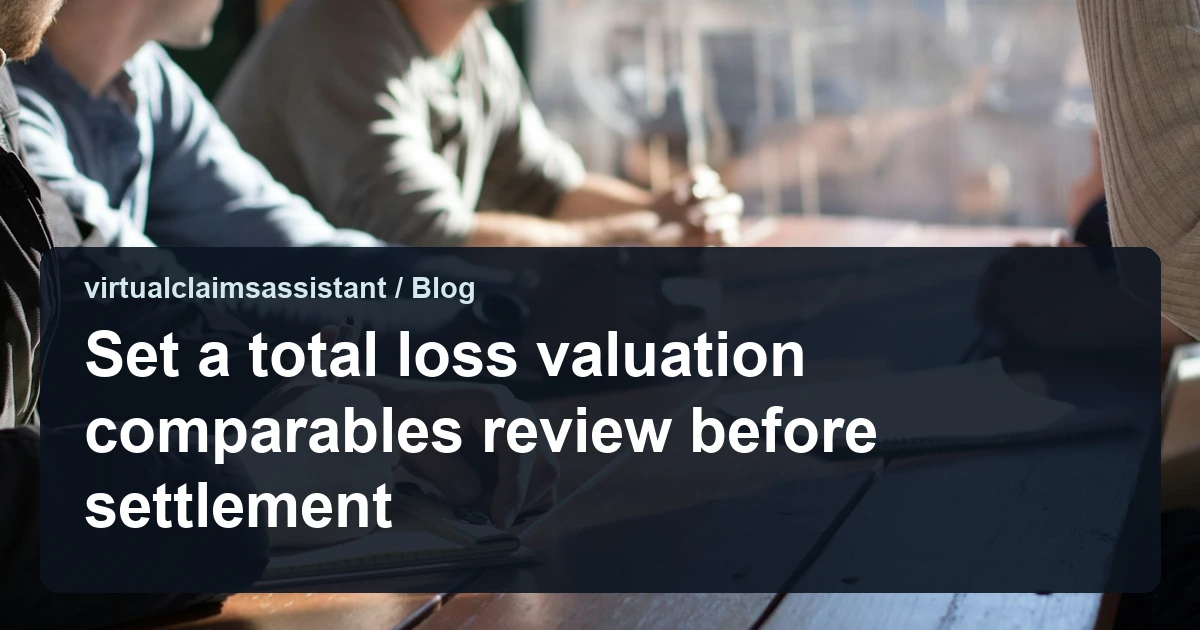 virtualclaimsassistant / Blog
Set a total loss valuation
comparables review before
settlement